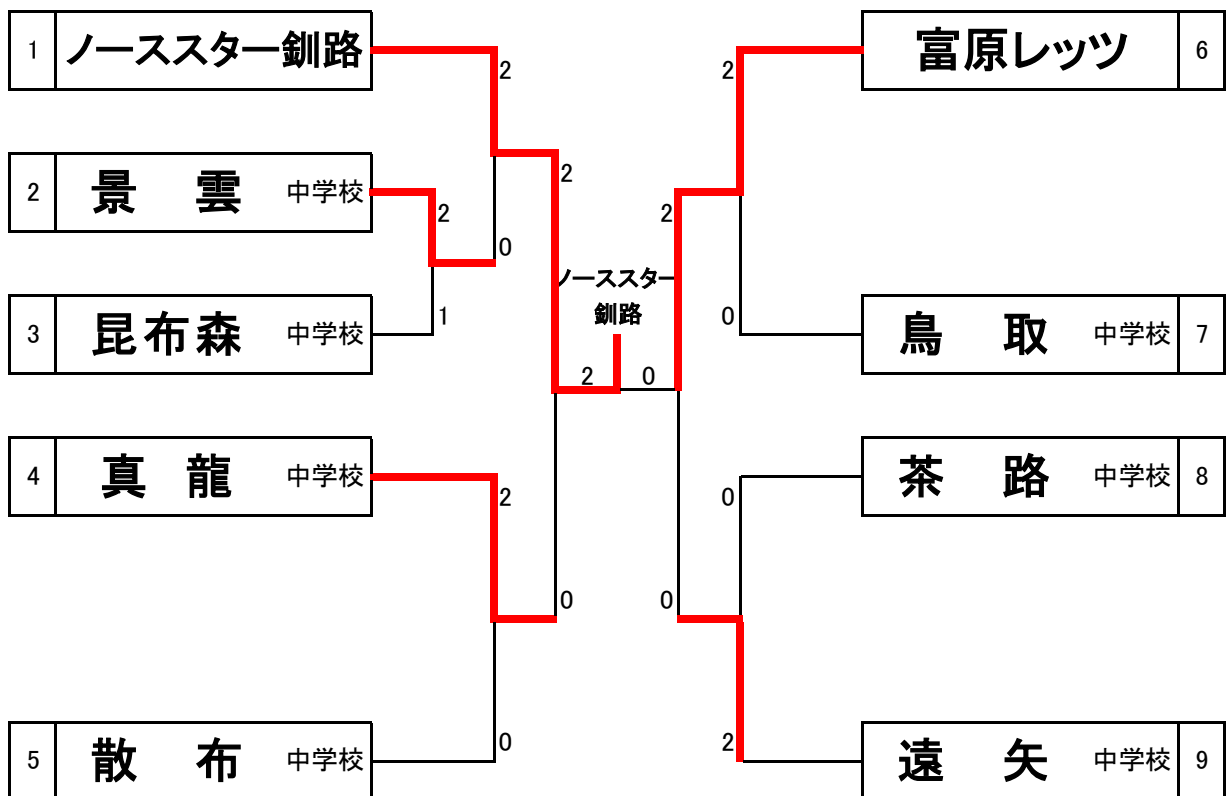 1 ノーススター釧路
2 景雲 中学校
3 昆布森 中学校
4 真龍 中学校
5 散布 中学校
2
2
2
0
1
2
0
0
ノーススター
釧路
2 0
2
2
0
0
0
2
富原レッツ 6
鳥取 中学校 7
茶路 中学校 8
遠矢 中学校 9